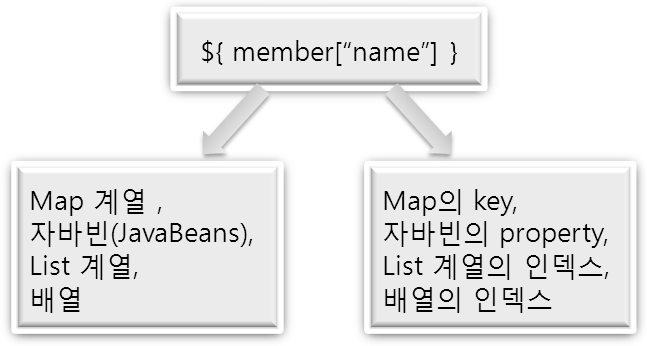 ${ member[“name”] }
Map 계열 ,
자바빈(JavaBeans),
List 계열,
배열
Map의 key,
자바빈의 property,
List 계열의 인덱스,
배열의 인덱스